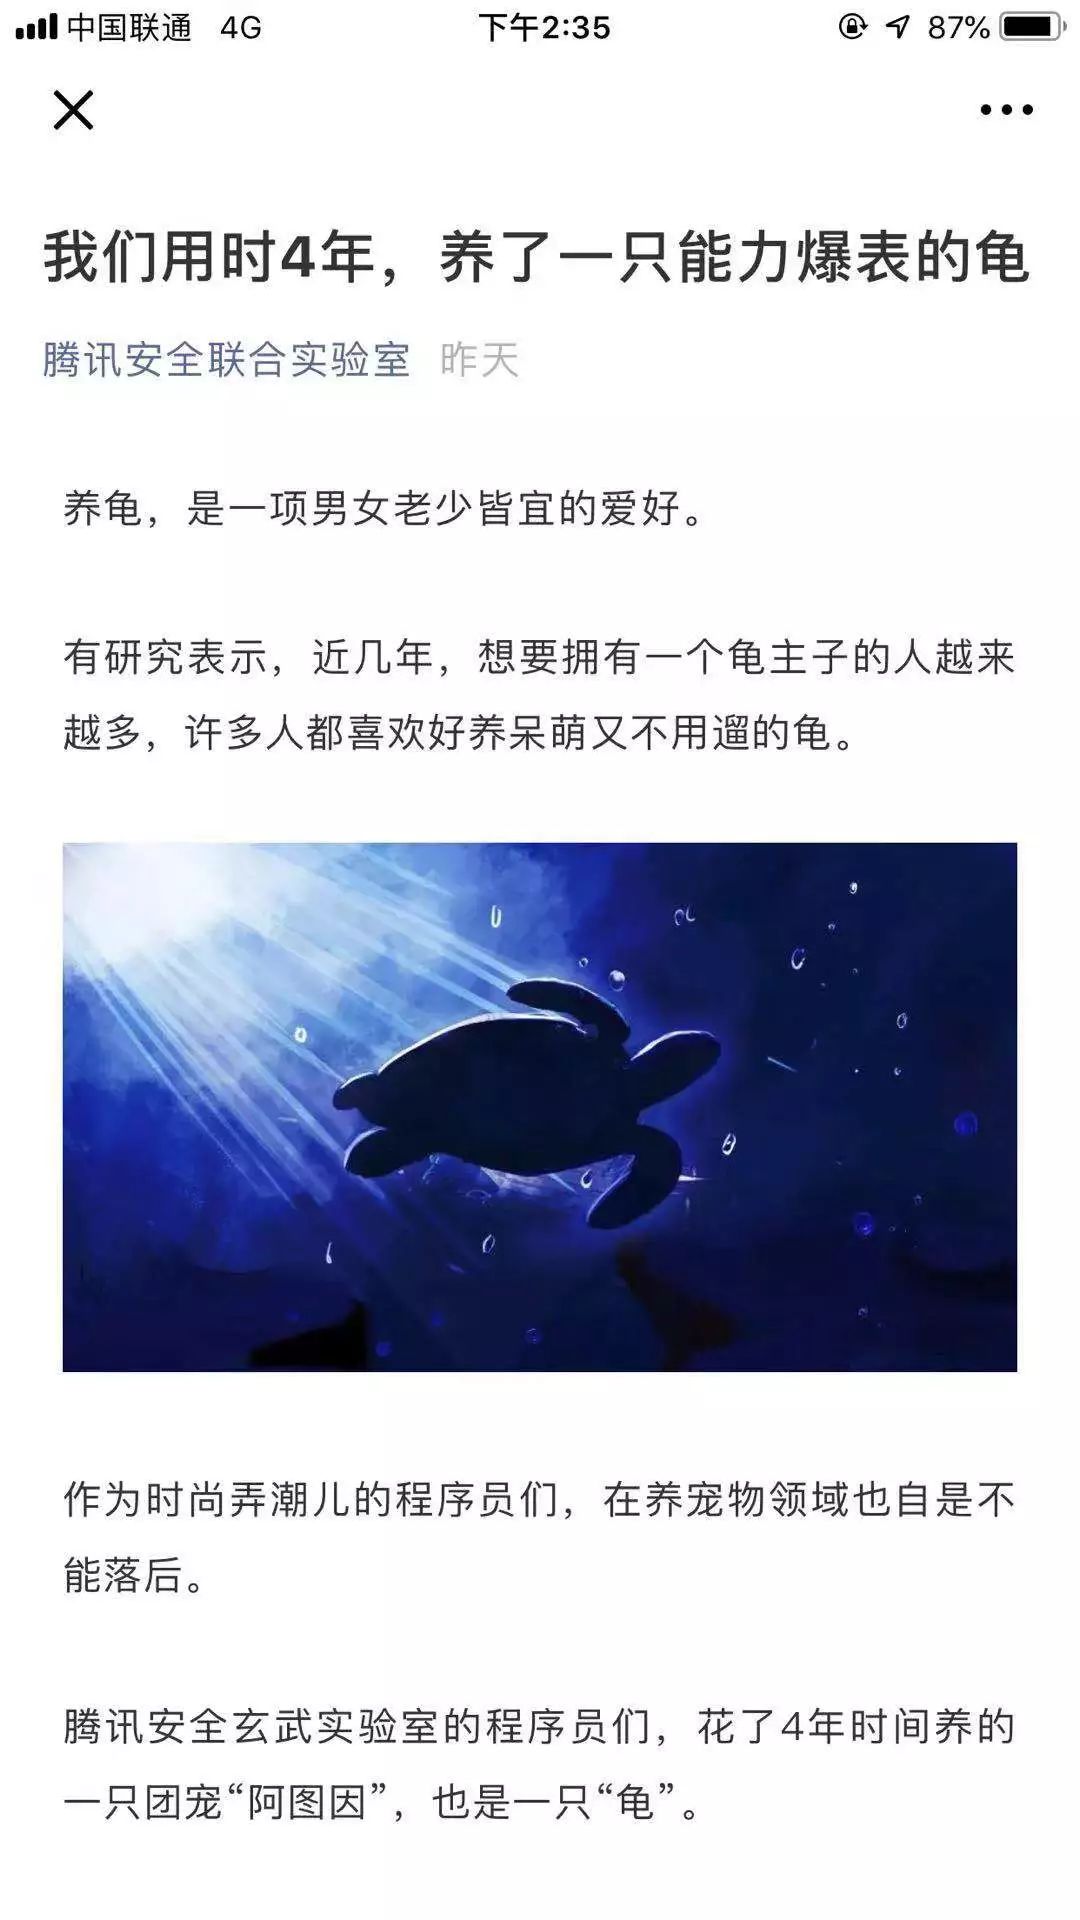 中国联通 4G 下午2:35 87%
我们用时4年，养了一只能力爆表的龟
腾讯安全联合实验室 昨天
养龟，是一项男女老少皆宜的爱好。
有研究表示，近几年，想要拥有一个龟主子的人越来
越多，许多人都喜欢好养呆萌又不用遛的龟。
作为时尚弄潮儿的程序员们，在养宠物领域也自是不
能落后。
腾讯安全玄武实验室的程序员们，花了4年时间养的
一只团宠“阿图因”，也是一只“龟”。